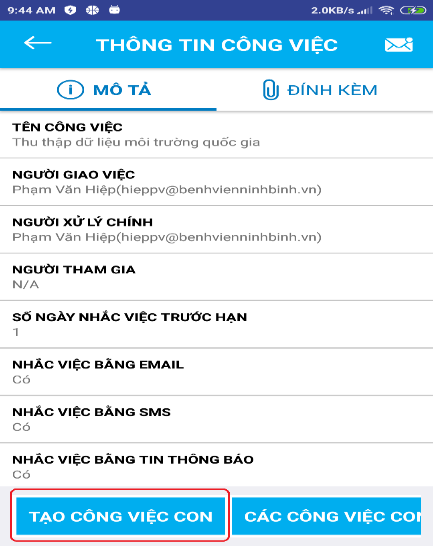 9:44 AM 2.0KB/s
THÔNG TIN CÔNG VIỆC
MÔ TẢ ĐÍNH KÈM
TÊN CÔNG VIỆC
Thu thập dữ liệu môi trường quốc gia
NGƯỜI GIAO VIỆC
Phạm Văn Hiệp(hieppv@benhvienninhbinh.vn)
NGƯỜI XỬ LÝ CHÍNH
Phạm Văn Hiệp(hieppv@benhvienninhbinh.vn)
NGƯỜI THAM GIA
N/A
SỐ NGÀY NHẮC VIỆC TRƯỚC HẠN
1
NHẮC VIỆC BẰNG EMAIL
Có
NHẮC VIỆC BẰNG SMS
Có
NHẮC VIỆC BẰNG TIN THÔNG BÁO
Có
TẠO CÔNG VIỆC CON CÁC CÔNG VIỆC CON